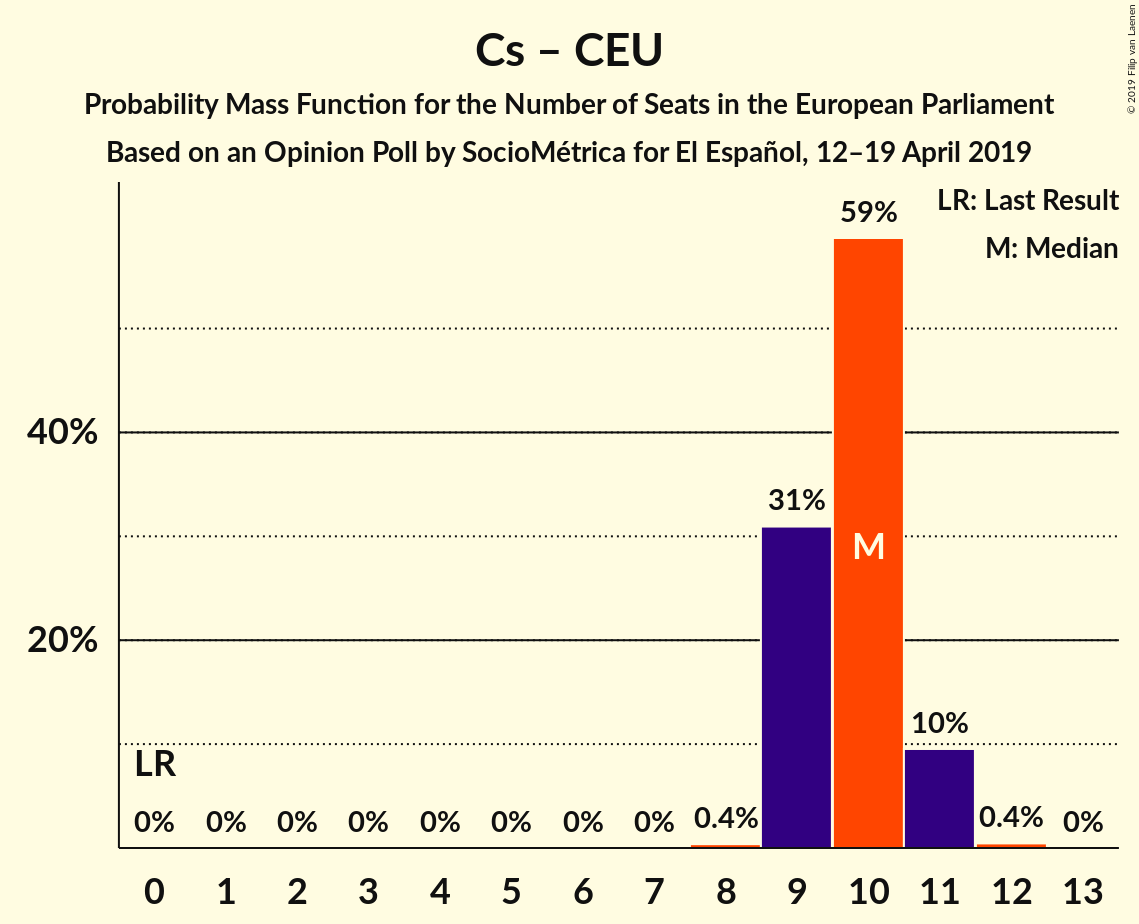 Cs – CEU
Probability Mass Function for the Number of Seats in the European Parliament
Based on an Opinion Poll by SocioMétrica for El Español, 12–19 April 2019
© 2019 Filip van Laenen
LR: Last Result
M: Median
59%
40%
31%
M
20%
10%
LR
0% 0% 0% 0% 0% 0% 0% 0% 0.4% 0.4% 0%
0 1 2 3 4 5 6 7 8 9 10 11 12 13